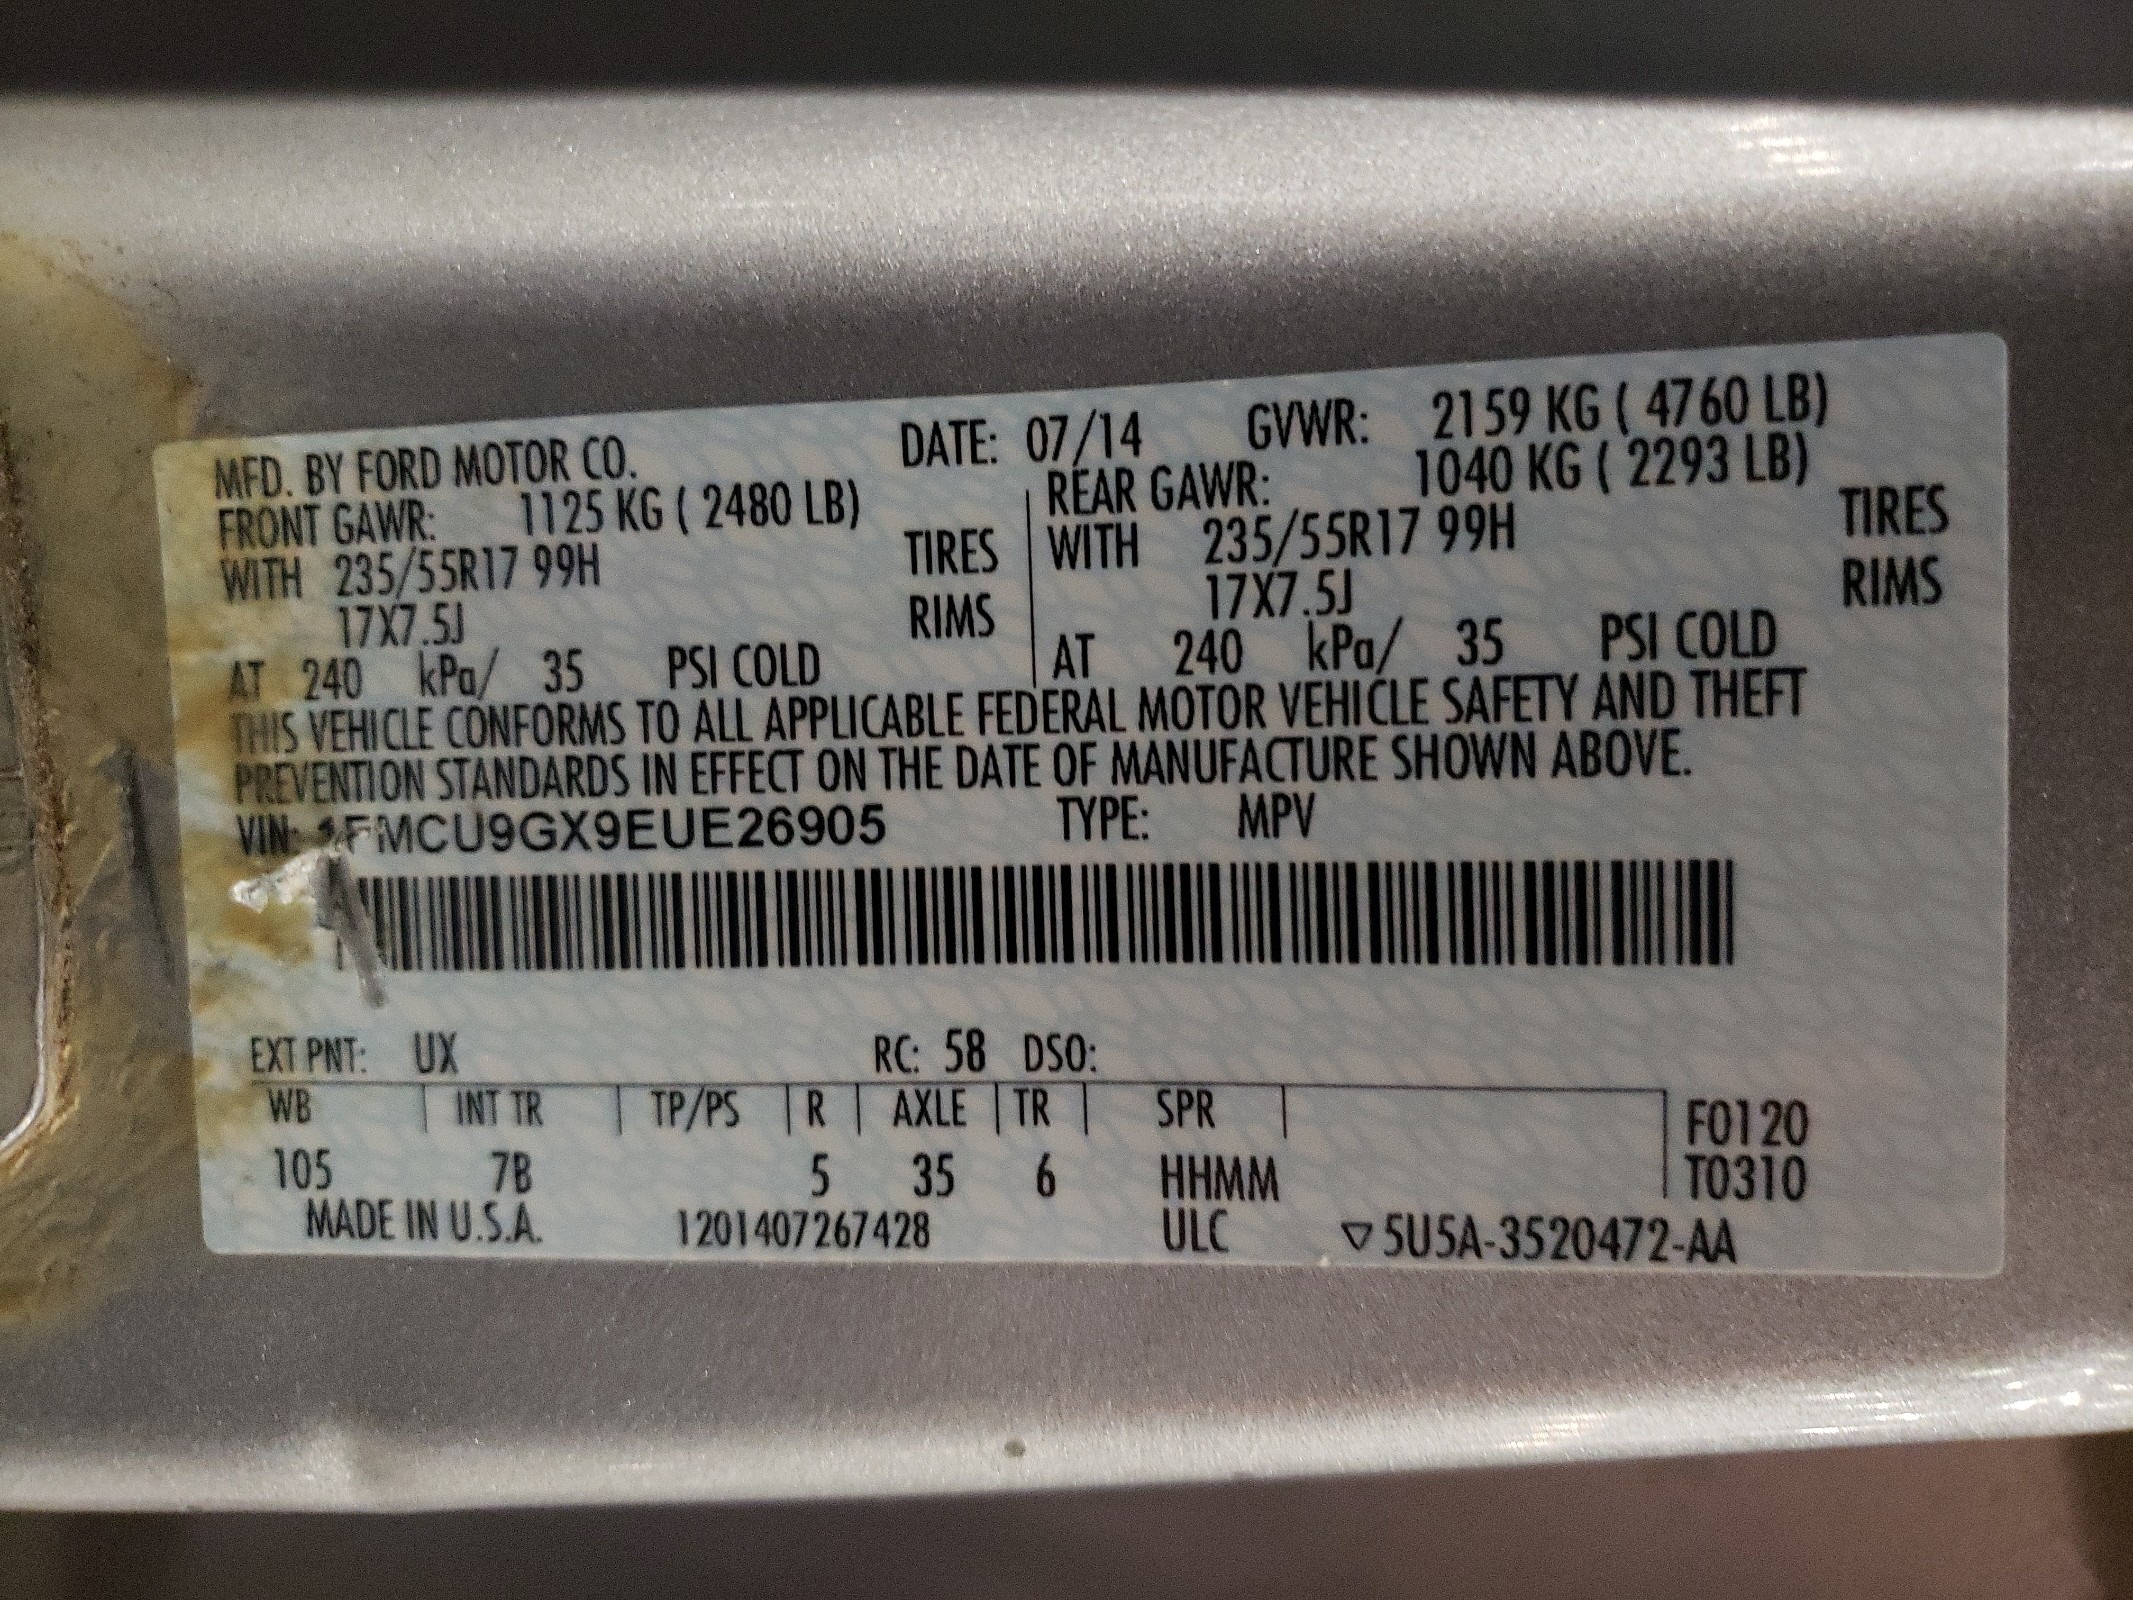 MFD. BY FORD MOTOR CO. DATE: 07/14 GVWR: 2159 KG ( 4760 LB)
FRONT GAWR: 1125 KG ( 2480 LB) REAR GAWR: 1040 KG ( 2293 LB)
WITH 235/55R17 99H TIRES WITH 235/55R17 99H TIRES
17X7.5J RIMS 17X7.5J RIMS
AT 240 kPa/ 35 PSI COLD AT 240 kPa/ 35 PSI COLD
THIS VEHICLE CONFORMS TO ALL APPLICABLE FEDERAL MOTOR VEHICLE SAFETY AND THEFT
PREVENTION STANDARDS IN EFFECT ON THE DATE OF MANUFACTURE SHOWN ABOVE.
VIN: 1FMCU9GX9EUE26905 TYPE: MPV
EXT PNT: UX RC: 58 DSO:
WB INT TR TP/PS R AXLE TR SPR F0120
105 7B 5 35 6 HHMM T0310
MADE IN U.S.A. 1201407267428 ULC ▽5U5A-3520472-AA